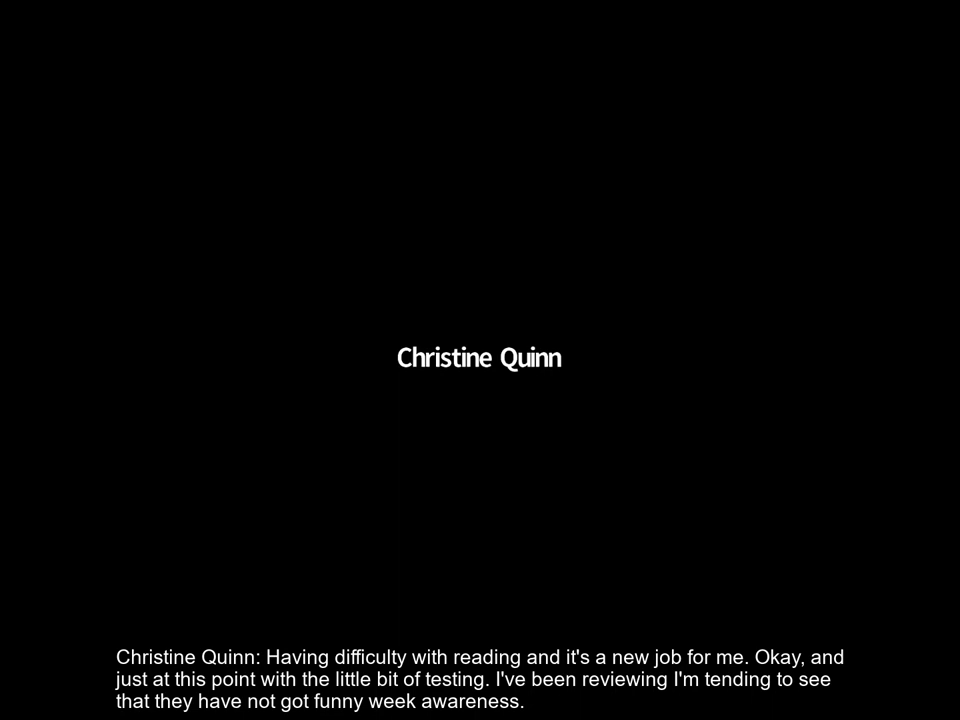 Christine Quinn
Christine Quinn: Having difficulty with reading and it's a new job for me. Okay, and
just at this point with the little bit of testing. I've been reviewing I'm tending to see
that they have not got funny week awareness.